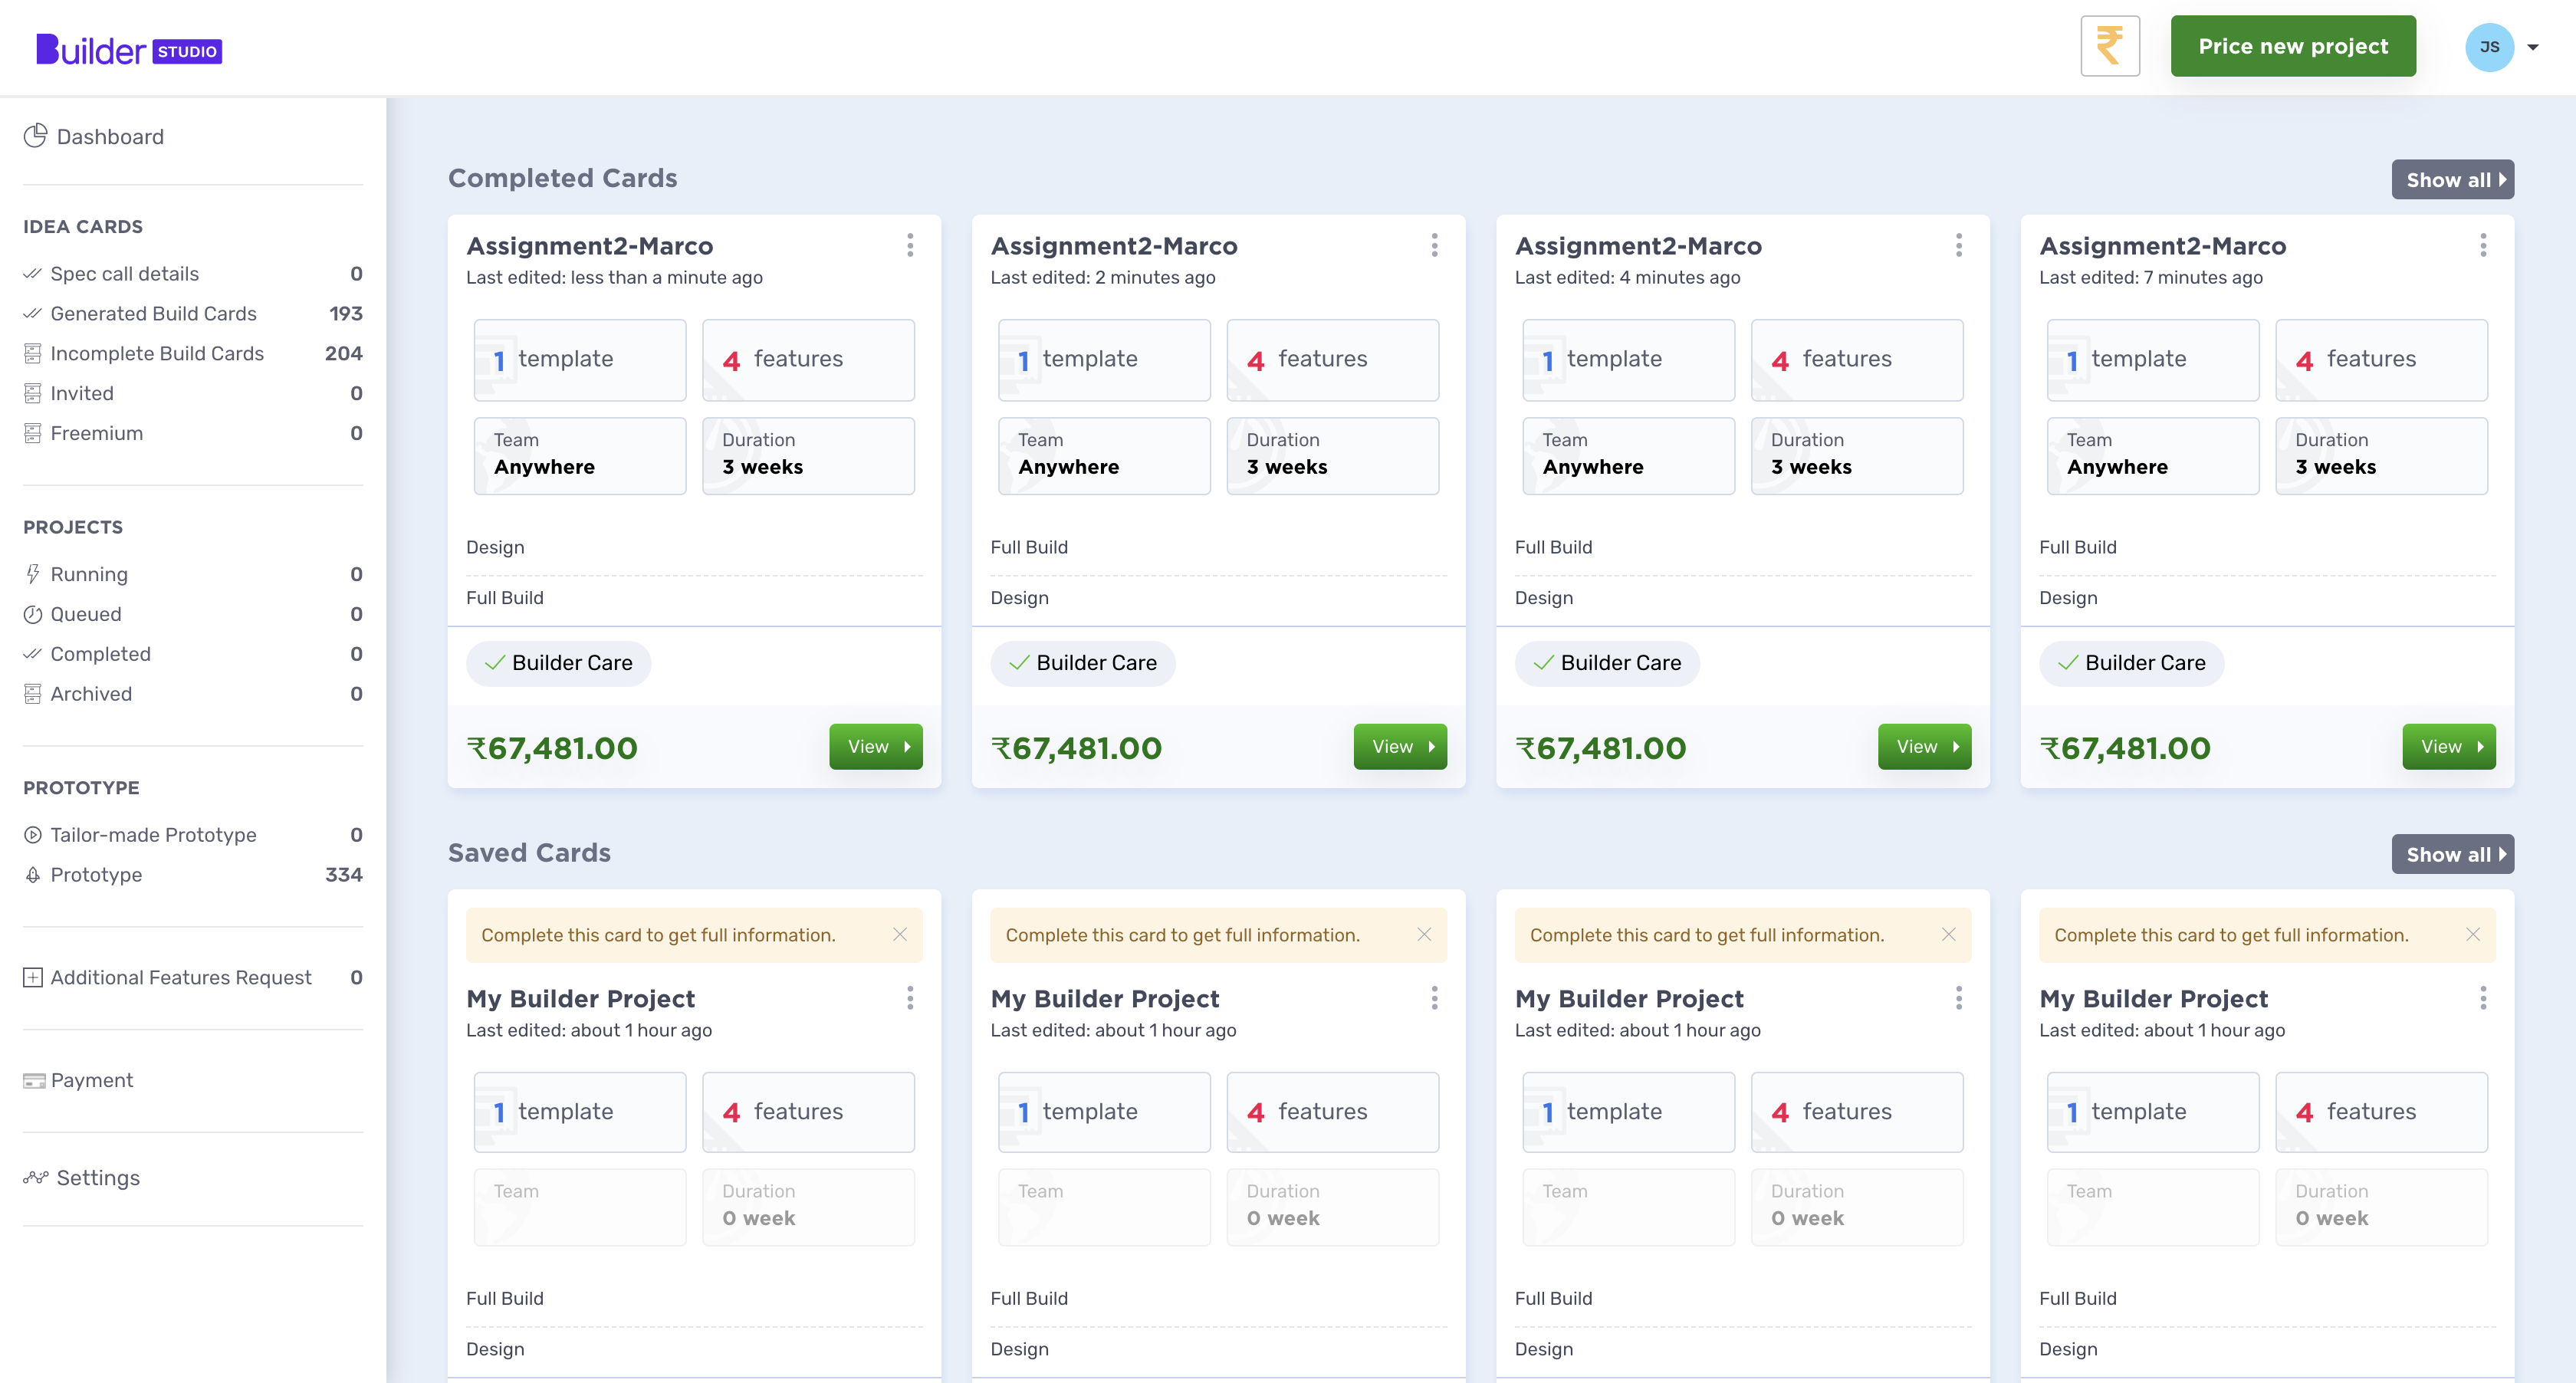 Builder STUDIO
₹
Price new project
JS
Dashboard
IDEA CARDS
Spec call details 0
Generated Build Cards 193
Incomplete Build Cards 204
Invited 0
Freemium 0
PROJECTS
Running 0
Queued 0
Completed 0
Archived 0
PROTOTYPE
Tailor-made Prototype 0
Prototype 334
Additional Features Request 0
Payment
Settings
Completed Cards
Show all
Assignment2-Marco
Last edited: less than a minute ago
1 template
4 features
Team
Anywhere
Duration
3 weeks
Design
Full Build
Builder Care
₹67,481.00
View
Assignment2-Marco
Last edited: 2 minutes ago
1 template
4 features
Team
Anywhere
Duration
3 weeks
Full Build
Design
Builder Care
₹67,481.00
View
Assignment2-Marco
Last edited: 4 minutes ago
1 template
4 features
Team
Anywhere
Duration
3 weeks
Full Build
Design
Builder Care
₹67,481.00
View
Assignment2-Marco
Last edited: 7 minutes ago
1 template
4 features
Team
Anywhere
Duration
3 weeks
Full Build
Design
Builder Care
₹67,481.00
View
Saved Cards
Show all
Complete this card to get full information.
My Builder Project
Last edited: about 1 hour ago
1 template
4 features
Team
Duration
0 week
Full Build
Design
Complete this card to get full information.
My Builder Project
Last edited: about 1 hour ago
1 template
4 features
Team
Duration
0 week
Full Build
Design
Complete this card to get full information.
My Builder Project
Last edited: about 1 hour ago
1 template
4 features
Team
Duration
0 week
Full Build
Design
Complete this card to get full information.
My Builder Project
Last edited: about 1 hour ago
1 template
4 features
Team
Duration
0 week
Full Build
Design